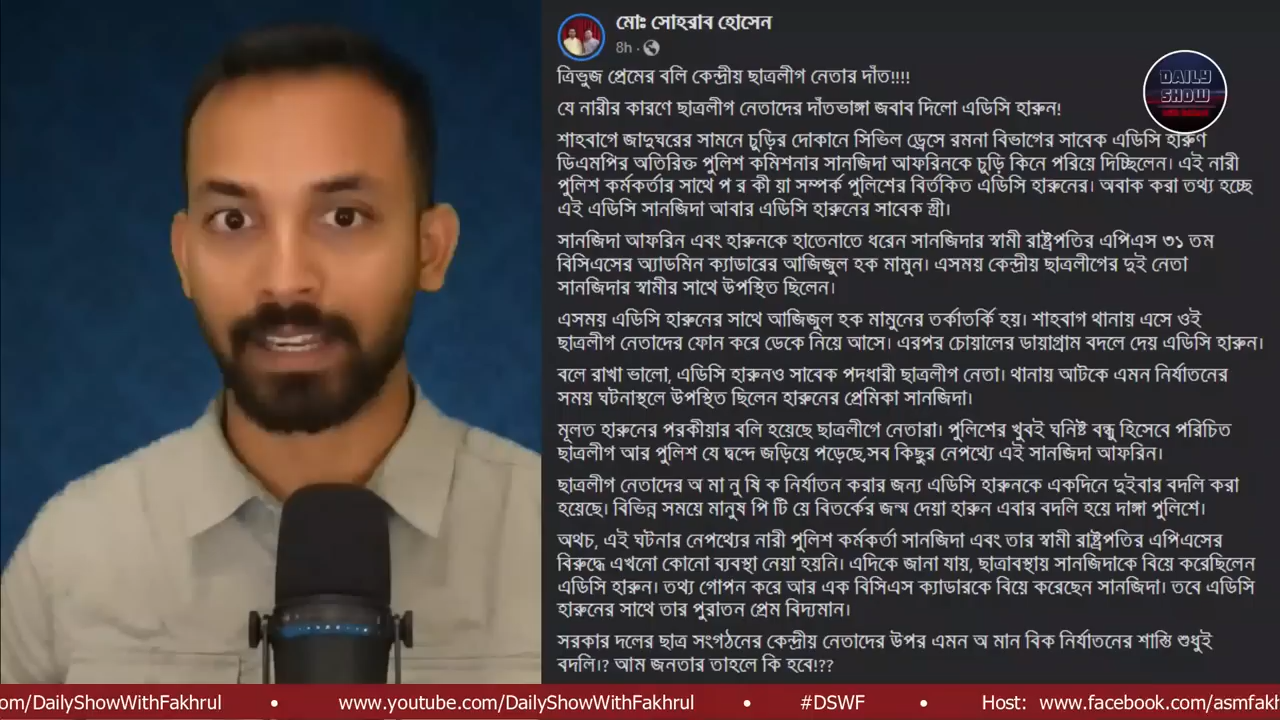 মোঃ সোহরাব হোসেন
8h ·
DAILY
SHOW
ত্রিভুজ প্রেমের বলি কেন্দ্রীয় ছাত্রলীগ নেতার দাঁত!!!!
যে নারীর কারণে ছাত্রলীগ নেতাদের দাঁতভাঙ্গা জবাব দিলো এডিসি হারুন!
শাহবাগে জাদুঘরের সামনে চুড়ির দোকানে সিভিল ড্রেসে রমনা বিভাগের সাবেক এডিসি হারুণ
ডিএমপির অতিরিক্ত পুলিশ কমিশনার সানজিদা আফরিনকে চুড়ি কিনে পরিয়ে দিচ্ছিলেন। এই নারী
পুলিশ কর্মকর্তার সাথে প র কী য়া সম্পর্ক পুলিশের বির্তকিত এডিসি হারুনের। অবাক করা তথ্য হচ্ছে
এই এডিসি সানজিদা আবার এডিসি হারুনের সাবেক স্ত্রী।
সানজিদা আফরিন এবং হারুনকে হাতেনাতে ধরেন সানজিদার স্বামী রাষ্ট্রপতির এপিএস ৩১ তম
বিসিএসের অ্যাডমিন ক্যাডারের আজিজুল হক মামুন। এসময় কেন্দ্রীয় ছাত্রলীগের দুই নেতা
সানজিদার স্বামীর সাথে উপস্থিত ছিলেন।
এসময় এডিসি হারুনের সাথে আজিজুল হক মামুনের তর্কাতর্কি হয়। শাহবাগ থানায় এসে ওই
ছাত্রলীগ নেতাদের ফোন করে ডেকে নিয়ে আসে। এরপর চোয়ালের ডায়াগ্রাম বদলে দেয় এডিসি হারুন।
বলে রাখা ভালো, এডিসি হারুনও সাবেক পদধারী ছাত্রলীগ নেতা। থানায় আটকে এমন নির্যাতনের
সময় ঘটনাস্থলে উপস্থিত ছিলেন হারুনের প্রেমিকা সানজিদা।
মূলত হারুনের পরকীয়ার বলি হয়েছে ছাত্রলীগে নেতারা। পুলিশের খুবই ঘনিষ্ট বন্ধু হিসেবে পরিচিত
ছাত্রলীগ আর পুলিশ যে দ্বন্দে জড়িয়ে পড়েছে,সব কিছুর নেপথ্যে এই সানজিদা আফরিন।
ছাত্রলীগ নেতাদের অ মা নু ষি ক নির্যাতন করার জন্য এডিসি হারুনকে একদিনে দুইবার বদলি করা
হয়েছে। বিভিন্ন সময়ে মানুষ পি টি য়ে বিতর্কের জন্ম দেয়া হারুন এবার বদলি হয়ে দাঙ্গা পুলিশে।
অথচ, এই ঘটনার নেপথ্যের নারী পুলিশ কর্মকর্তা সানজিদা এবং তার স্বামী রাষ্ট্রপতির এপিএসের
বিরুদ্ধে এখনো কোনো ব্যবস্থা নেয়া হয়নি। এদিকে জানা যায়, ছাত্রাবস্থায় সানজিদাকে বিয়ে করেছিলেন
এডিসি হারুন। তথ্য গোপন করে আর এক বিসিএস ক্যাডারকে বিয়ে করেছেন সানজিদা। তবে এডিসি
হারুনের সাথে তার পুরাতন প্রেম বিদ্যমান।
সরকার দলের ছাত্র সংগঠনের কেন্দ্রীয় নেতাদের উপর এমন অ মান বিক নির্যাতনের শাস্তি শুধুই
বদলি।? আম জনতার তাহলে কি হবে!??
om/DailyShowWithFakhrul • www.youtube.com/DailyShowWithFakhrul • #DSWF • Host: www.facebook.com/asmfakh